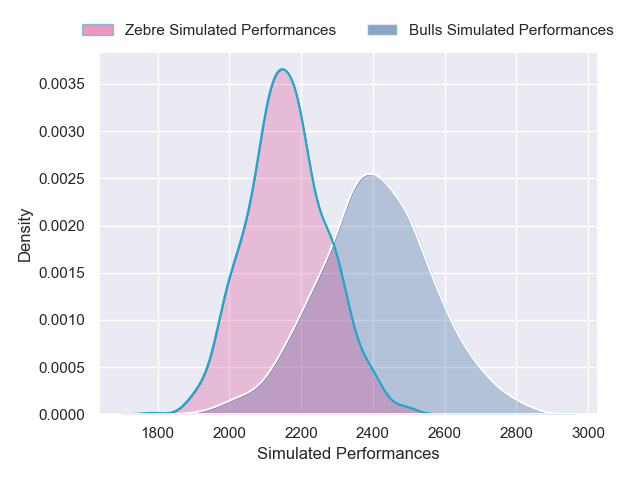 Zebre Simulated Performances Bulls Simulated Performances
0.0035
0.0030
0.0025
0.0020
0.0015
0.0010
0.0005
0.0000
Density
1800 2000 2200 2400 2600 2800 3000
Simulated Performances